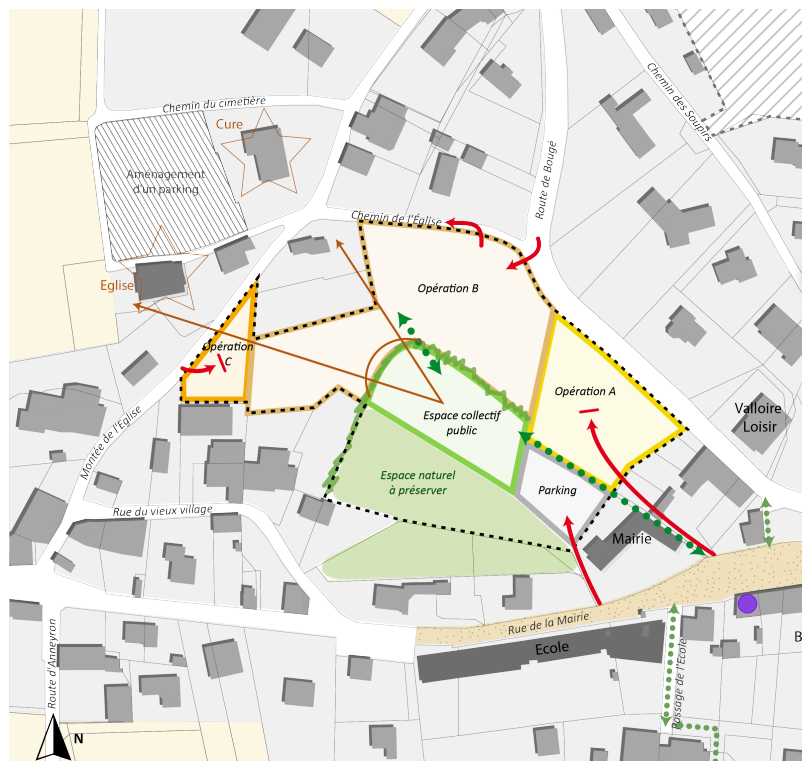 Chemin du cimetière
Cure
Chemin des Soupirs
Aménagement
d'un parking
Route de Bougé
Chemin de l'Église
Eglise
Opération B
Opération
C
Opération A
Montée de l'Eglise
Espace collectif
public
Valloire
Loisir
Espace naturel
à préserver
Parking
Rue du vieux village
Mairie
Rue de la Mairie
Ecole
B
Passage de l'Ecole
Route d'Anneyron
N